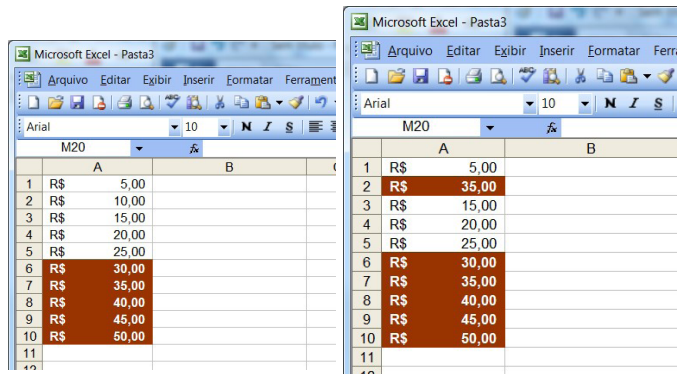 Microsoft Excel - Pasta3
Arquivo Editar Exibir Inserir Formatar Ferrament
Arial 10 N I S
M20 fx
A B
1 R$ 5,00
2 R$ 10,00
3 R$ 15,00
4 R$ 20,00
5 R$ 25,00
6 R$ 30,00
7 R$ 35,00
8 R$ 40,00
9 R$ 45,00
10 R$ 50,00
11
12
Microsoft Excel - Pasta3
Arquivo Editar Exibir Inserir Formatar Ferra
Arial 10 N I S
M20 fx
A B
1 R$ 5,00
2 R$ 35,00
3 R$ 15,00
4 R$ 20,00
5 R$ 25,00
6 R$ 30,00
7 R$ 35,00
8 R$ 40,00
9 R$ 45,00
10 R$ 50,00
11